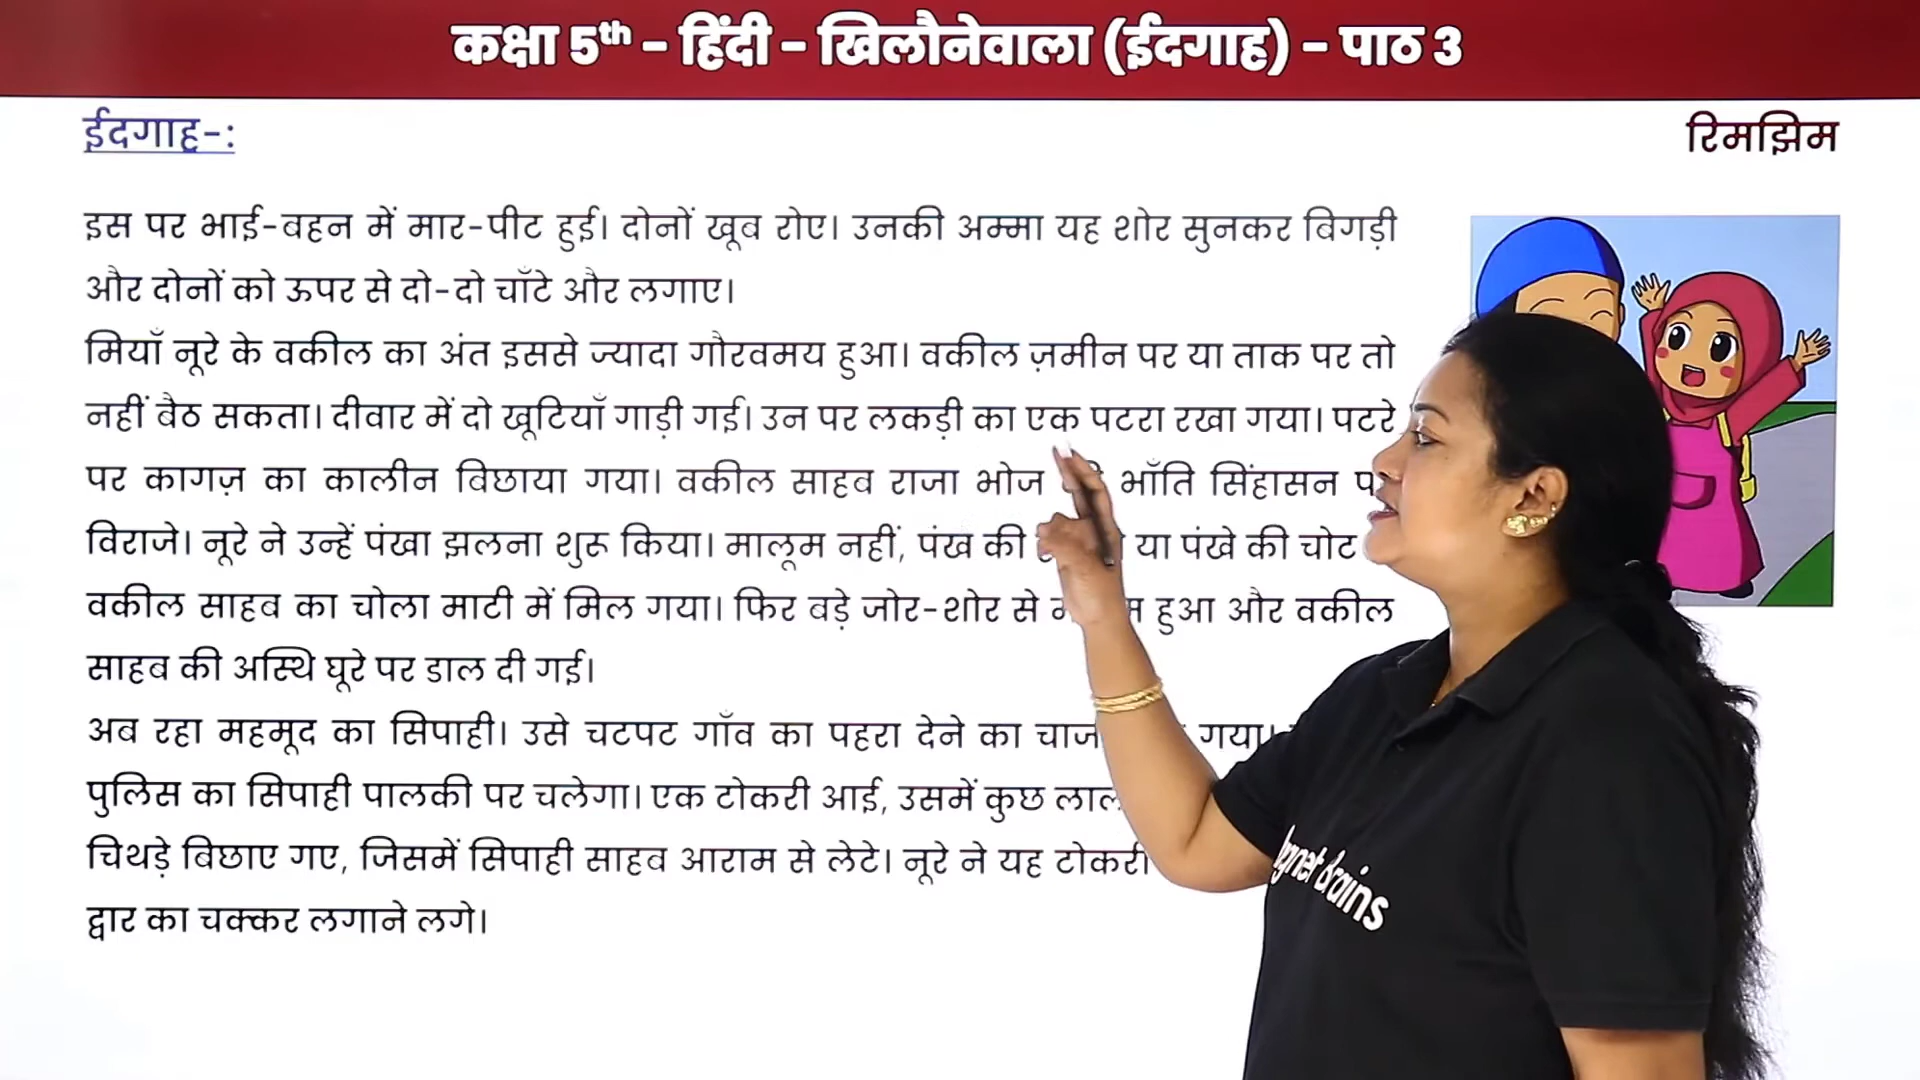 कक्षा 5th - हिंदी - खिलौनेवाला (ईदगाह) - पाठ 3
ईदगाह-:
रिमझिम
इस पर भाई-बहन में मार-पीट हुई। दोनों खूब रोए। उनकी अम्मा यह शोर सुनकर बिगड़ी
और दोनों को ऊपर से दो-दो चाँटे और लगाए।
मियाँ नूरे के वकील का अंत इससे ज्यादा गौरवमय हुआ। वकील ज़मीन पर या ताक पर तो
नहीं बैठ सकता। दीवार में दो खूटियाँ गाड़ी गई। उन पर लकड़ी का एक पटरा रखा गया। पटरे
पर कागज़ का कालीन बिछाया गया। वकील साहब राजा भोज भाँति सिंहासन
विराजे। नूरे ने उन्हें पंखा झलना शुरू किया। मालूम नहीं, पंख की या पंखे की चोट
वकील साहब का चोला माटी में मिल गया। फिर बड़े जोर-शोर से हुआ और वकील
साहब की अस्थि घूरे पर डाल दी गई।
अब रहा महमूद का सिपाही। उसे चटपट गाँव का पहरा देने का गया।
पुलिस का सिपाही पालकी पर चलेगा। एक टोकरी आई, उसमें कुछ
चिथड़े बिछाए गए, जिसमें सिपाही साहब आराम से लेटे। नूरे ने यह टोकरी
द्वार का चक्कर लगाने लगे।
gnet Brains